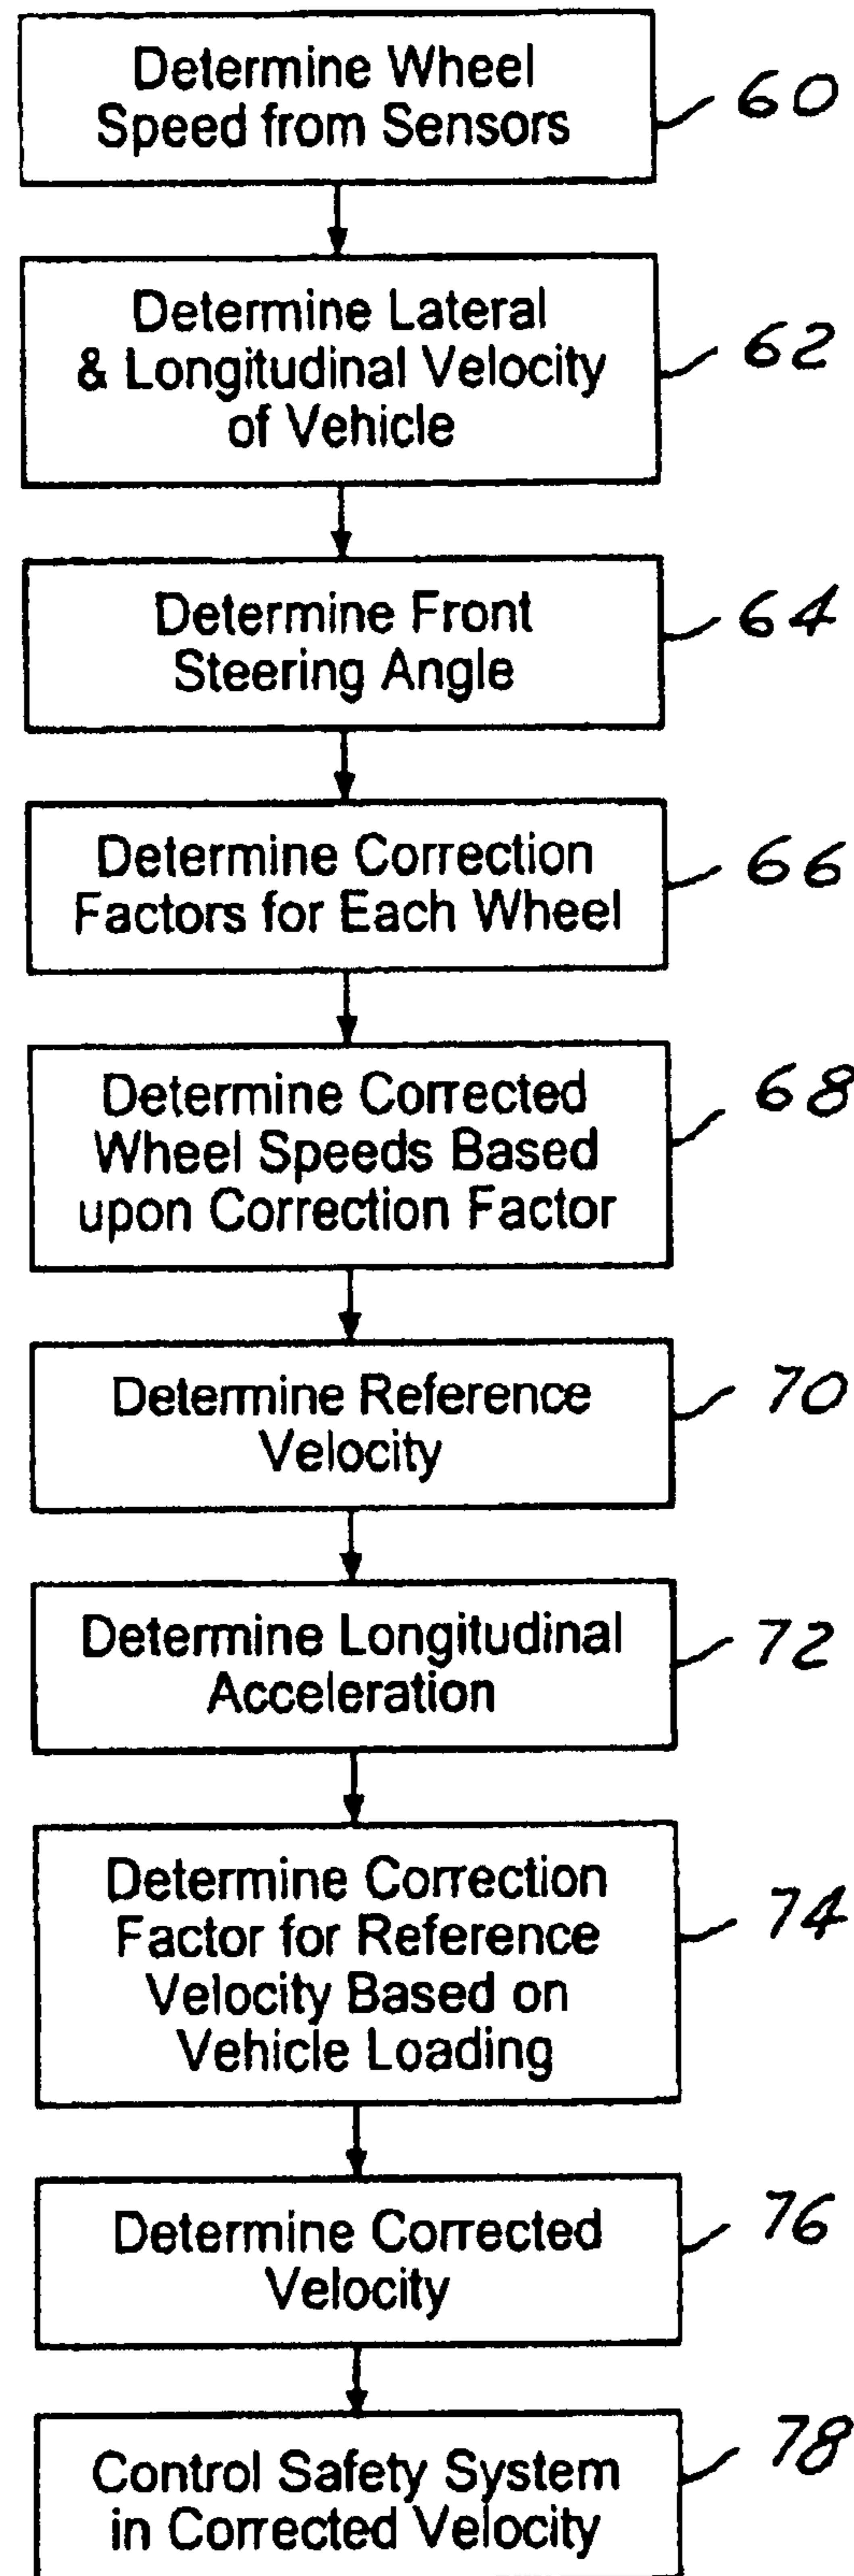 Determine Wheel
Speed from Sensors
60
Determine Lateral
& Longitudinal Velocity
of Vehicle
62
Determine Front
Steering Angle
64
Determine Correction
Factors for Each Wheel
66
Determine Corrected
Wheel Speeds Based
upon Correction Factor
68
Determine Reference
Velocity
70
Determine Longitudinal
Acceleration
72
Determine Correction
Factor for Reference
Velocity Based on
Vehicle Loading
74
Determine Corrected
Velocity
76
Control Safety System
in Corrected Velocity
78